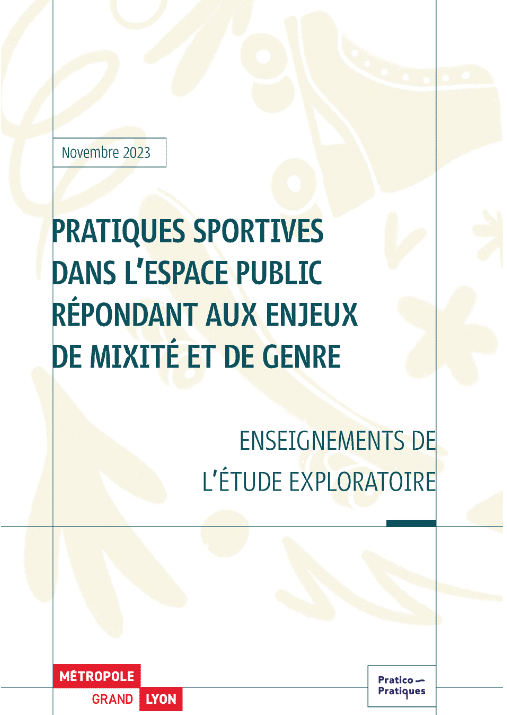 Novembre 2023
PRATIQUES SPORTIVES
DANS L'ESPACE PUBLIC
RÉPONDANT AUX ENJEUX
DE MIXITÉ ET DE GENRE
ENSEIGNEMENTS DE
L'ÉTUDE EXPLORATOIRE
MÉTROPOLE
GRAND LYON
Pratico—
Pratiques